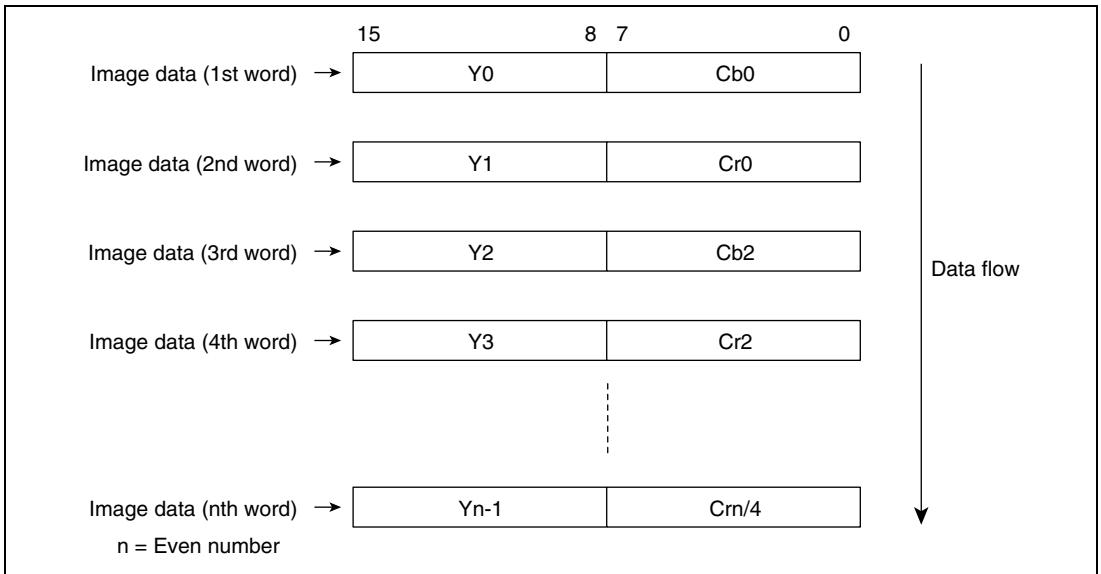 15 8 7 0
Image data (1st word) → Y0 Cb0
Image data (2nd word) → Y1 Cr0
Image data (3rd word) → Y2 Cb2
Data flow
Image data (4th word) → Y3 Cr2
Image data (nth word) → Yn-1 Crn/4
n = Even number